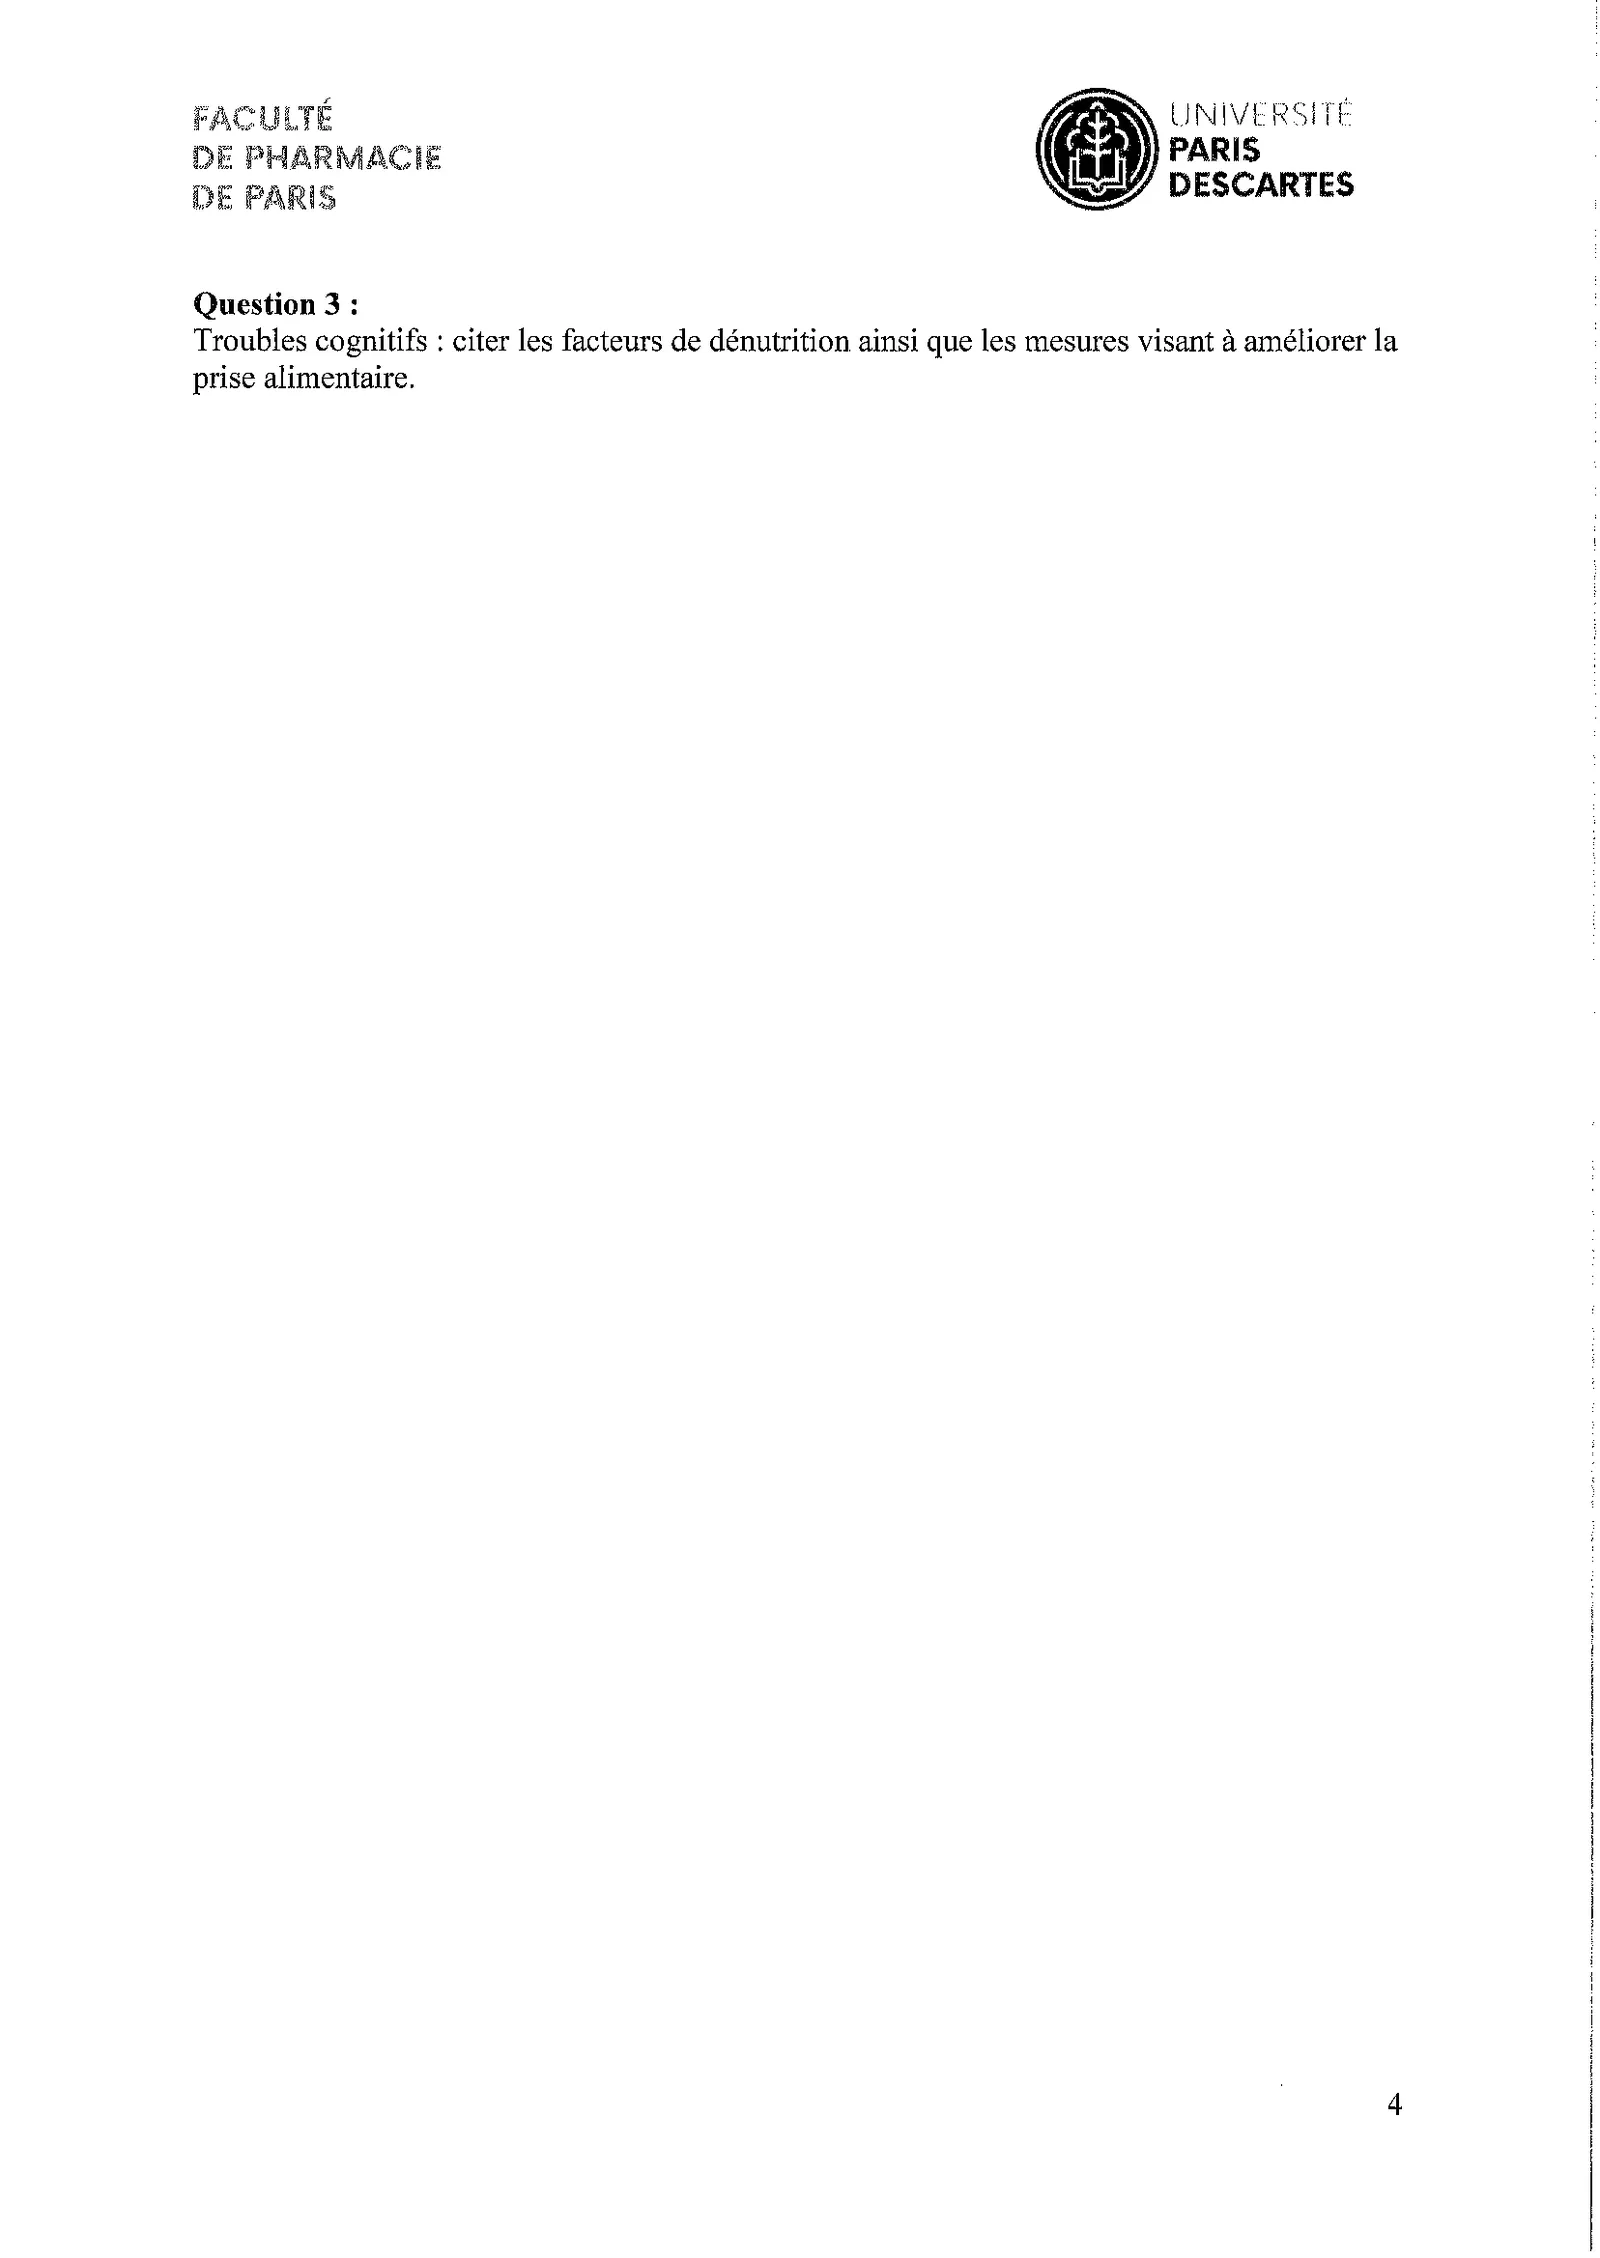 FACULTÉ
DE PHARMACIE
DE PARIS
UNIVERSITÉ
PARIS
DESCARTES
Question 3 :
Troubles cognitifs : citer les facteurs de dénutrition ainsi que les mesures visant à améliorer la
prise alimentaire.
4